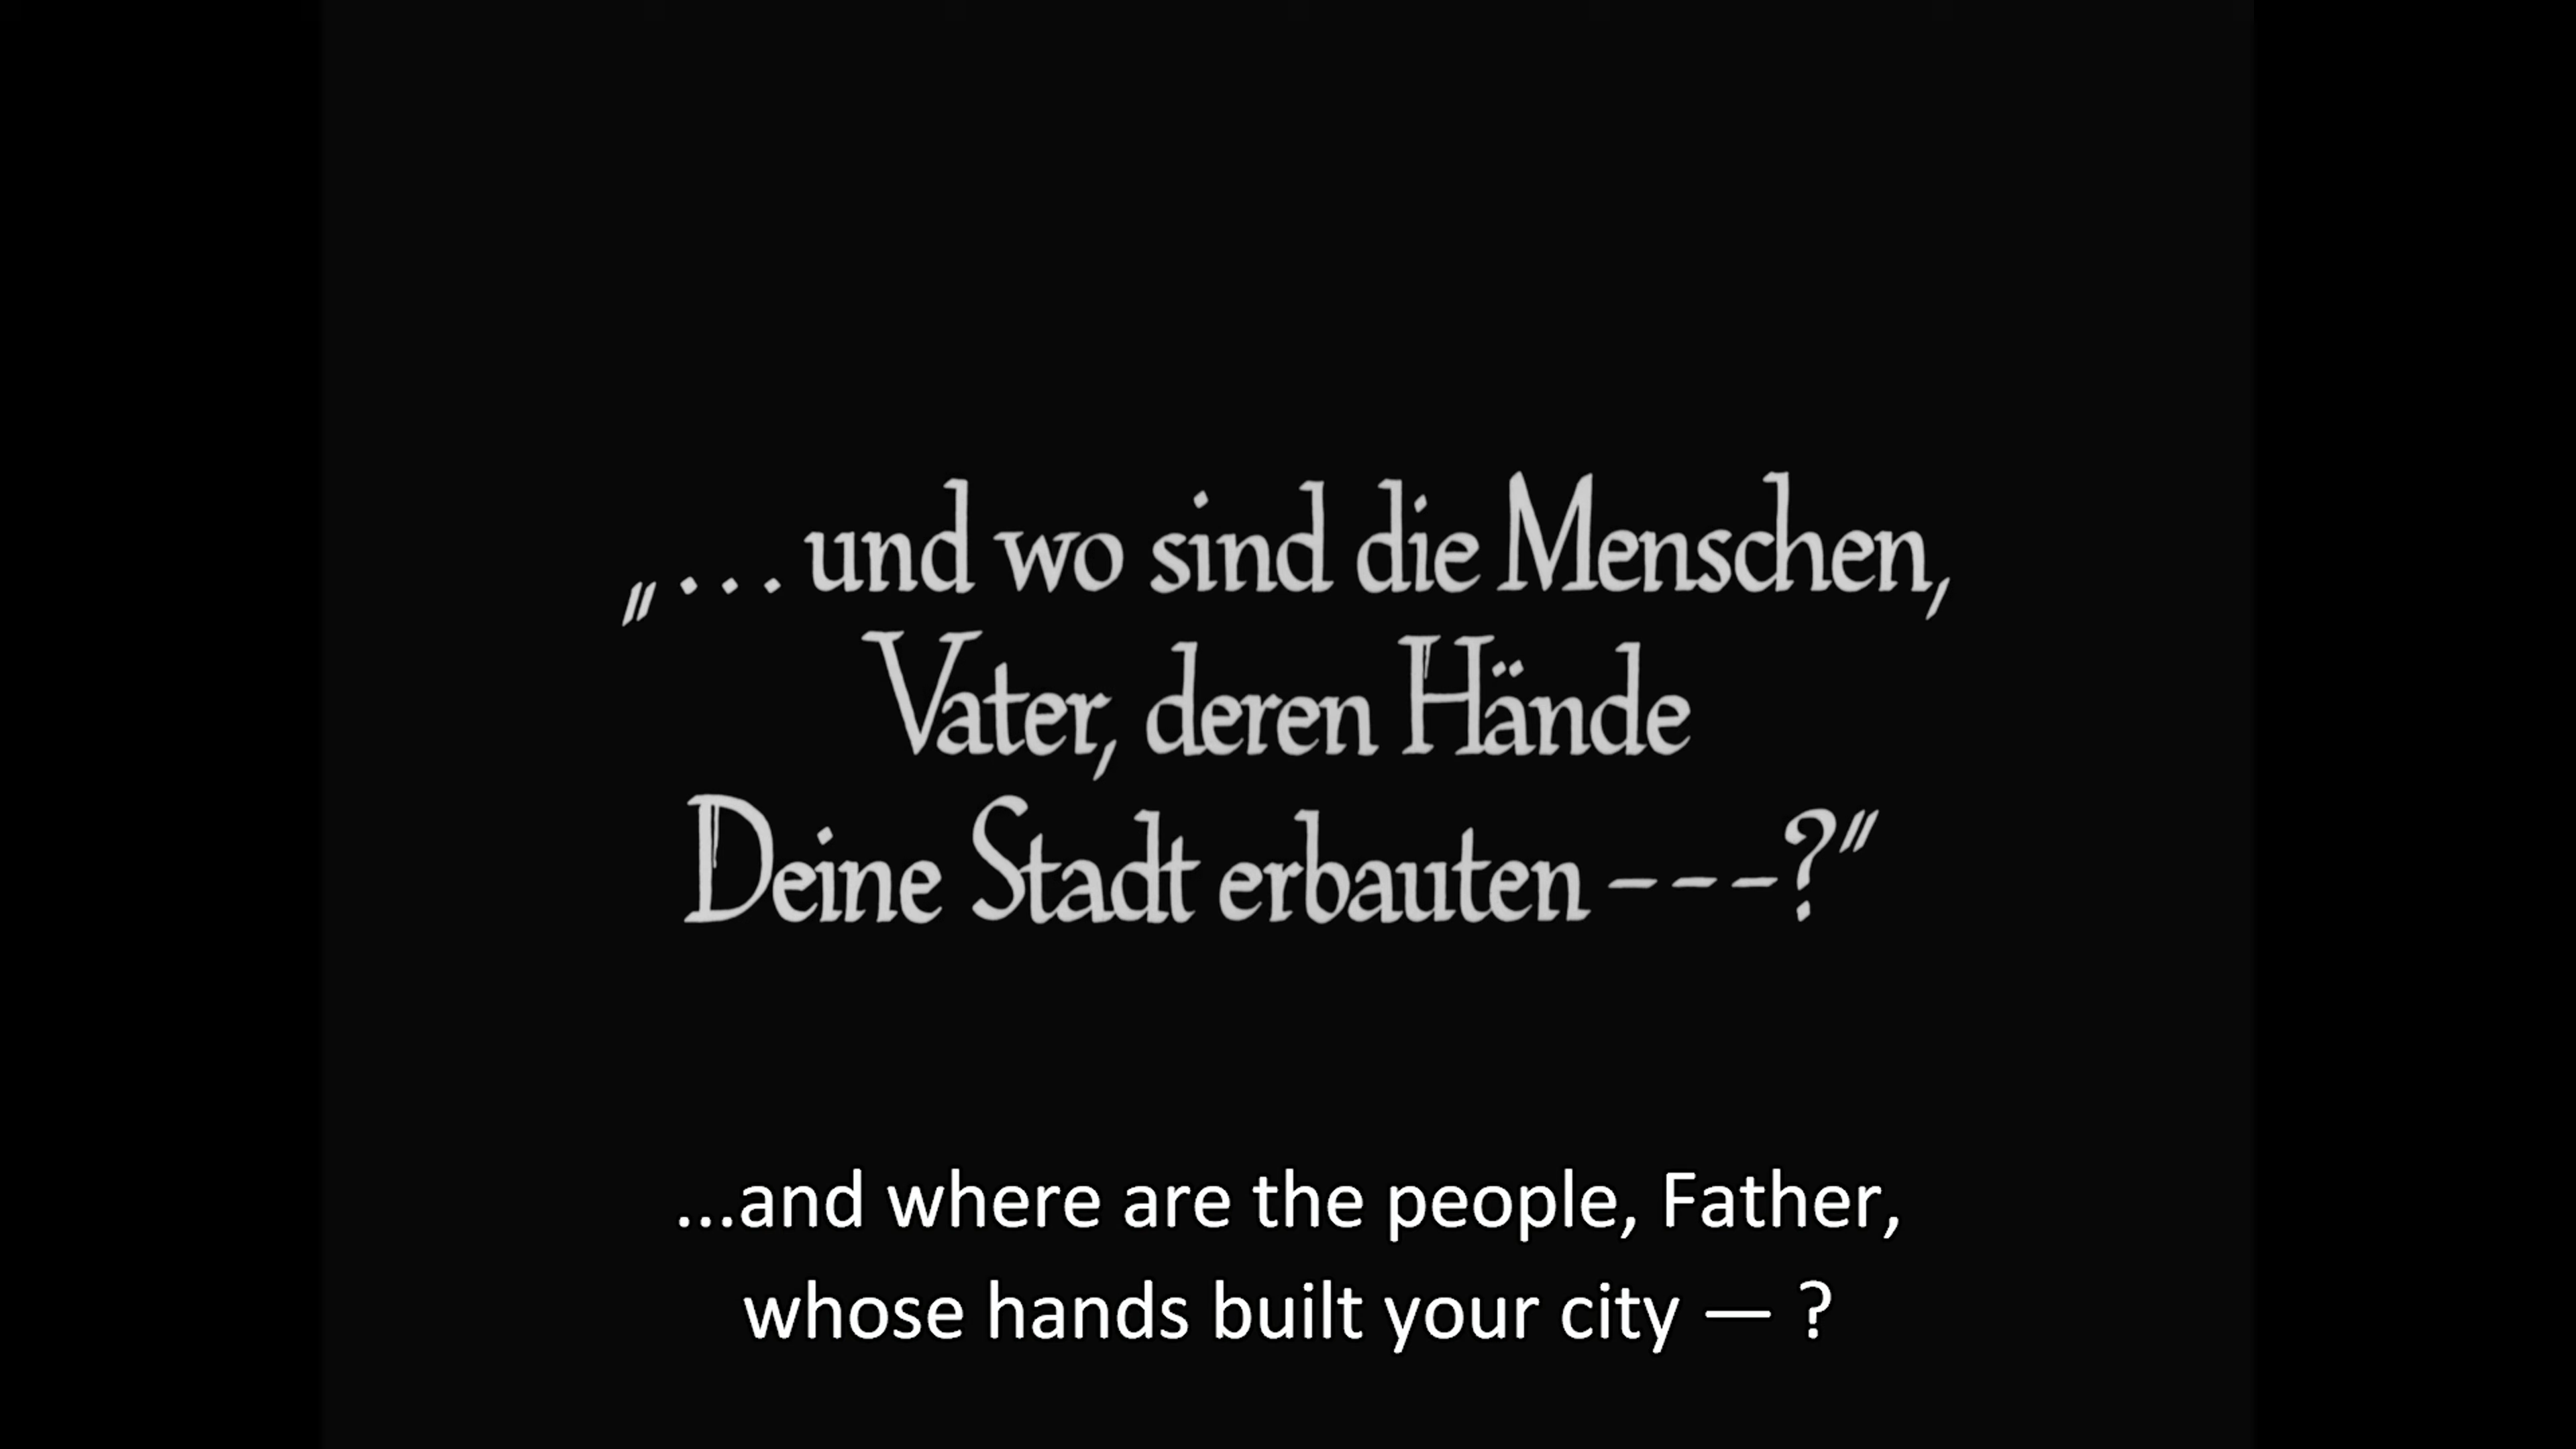 „... und wo sind die Menschen,
Vater, deren Hände
Deine Stadt erbauten ---?"
...and where are the people, Father,
whose hands built your city — ?